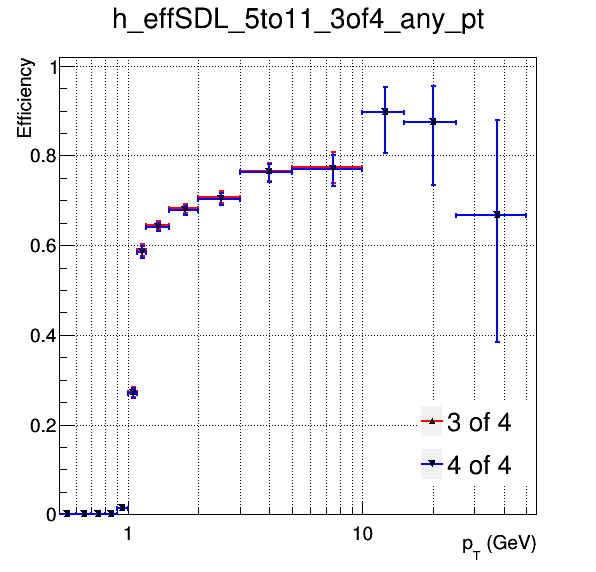 h_effSDL_5to11_3of4_any_pt
Efficiency
1
0.8
0.6
0.4
0.2
0
3 of 4
4 of 4
1
10
p_T (GeV)